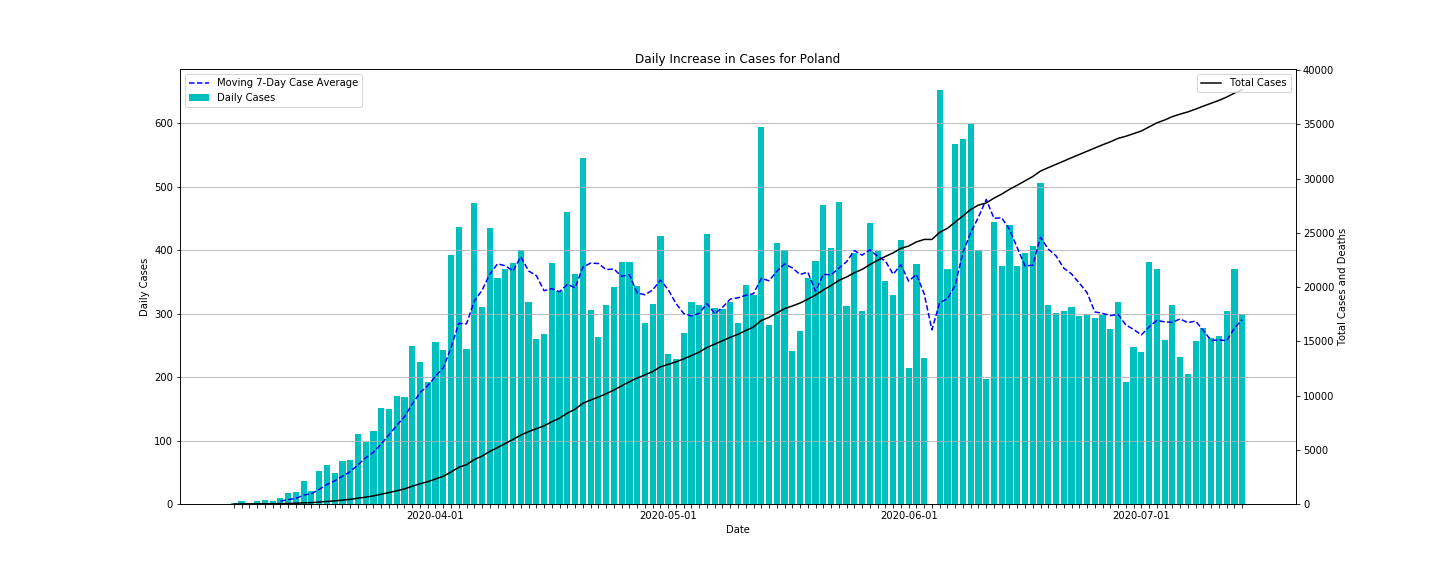 Daily Increase in Cases for Poland
Moving 7-Day Case Average
Daily Cases
Total Cases
Daily Cases
600
500
400
300
200
100
0
Total Cases and Deaths
40000
35000
30000
25000
20000
15000
10000
5000
0
2020-04-01
2020-05-01
2020-06-01
2020-07-01
Date